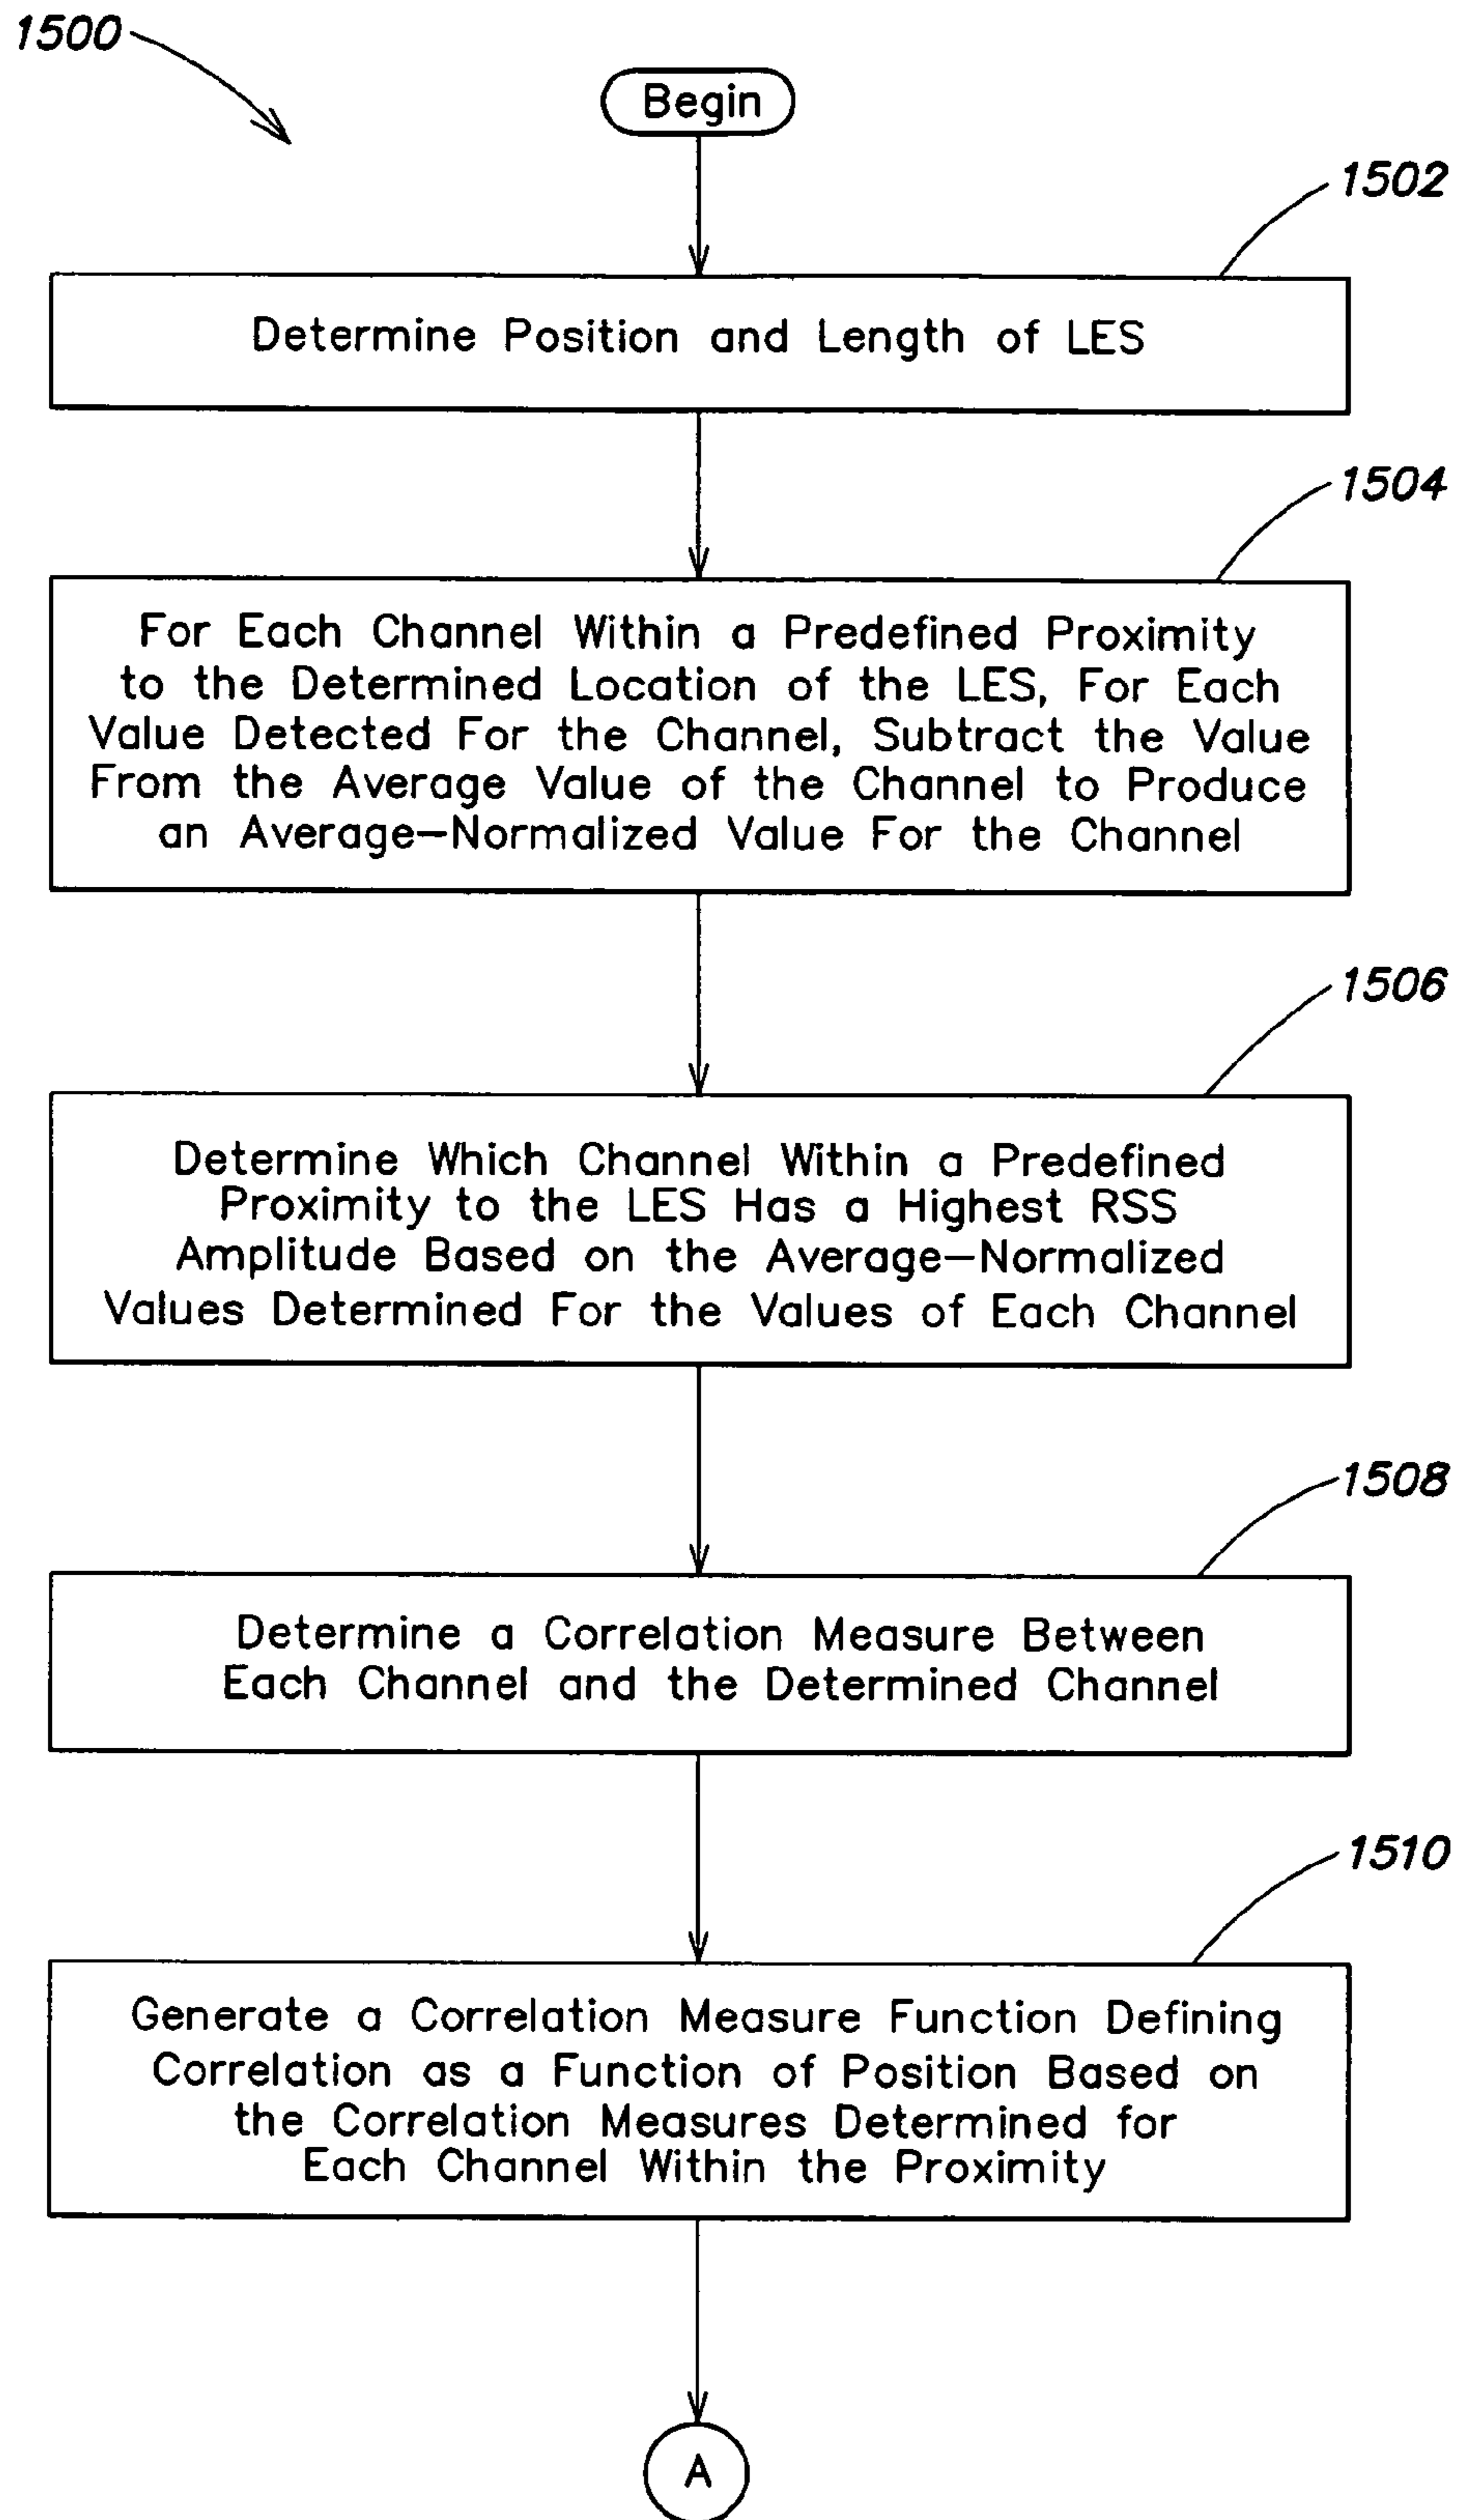 1500
Begin
1502
Determine Position and Length of LES
1504
For Each Channel Within a Predefined Proximity
to the Determined Location of the LES, For Each
Value Detected For the Channel, Subtract the Value
From the Average Value of the Channel to Produce
an Average—Normalized Value For the Channel
1506
Determine Which Channel Within a Predefined
Proximity to the LES Has a Highest RSS
Amplitude Based on the Average—Normalized
Values Determined For the Values of Each Channel
1508
Determine a Correlation Measure Between
Each Channel and the Determined Channel
1510
Generate a Correlation Measure Function Defining
Correlation as a Function of Position Based on
the Correlation Measures Determined for
Each Channel Within the Proximity
A